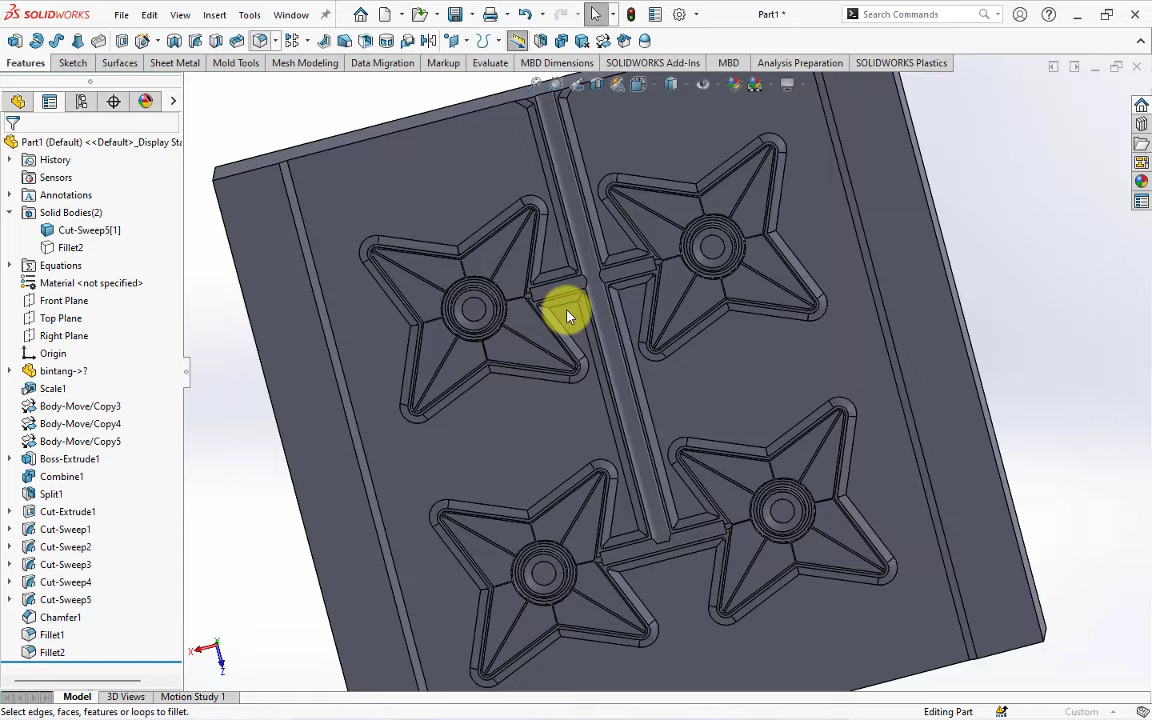 SOLIDWORKS File Edit View Insert Tools Window Part1 * Search Commands
Features Sketch Surfaces Sheet Metal Mold Tools Mesh Modeling Data Migration Markup Evaluate MBD Dimensions SOLIDWORKS Add-Ins MBD Analysis Preparation SOLIDWORKS Plastics
Part1 (Default) <<Default>_Display Sta
History
Sensors
Annotations
Solid Bodies(2)
Cut-Sweep5[1]
Fillet2
Equations
Material <not specified>
Front Plane
Top Plane
Right Plane
Origin
bintang->?
Scale1
Body-Move/Copy3
Body-Move/Copy4
Body-Move/Copy5
Boss-Extrude1
Combine1
Split1
Cut-Extrude1
Cut-Sweep1
Cut-Sweep2
Cut-Sweep3
Cut-Sweep4
Cut-Sweep5
Chamfer1
Fillet1
Fillet2
X Y Z
Model 3D Views Motion Study 1
Select edges, faces, features or loops to fillet. Editing Part Custom